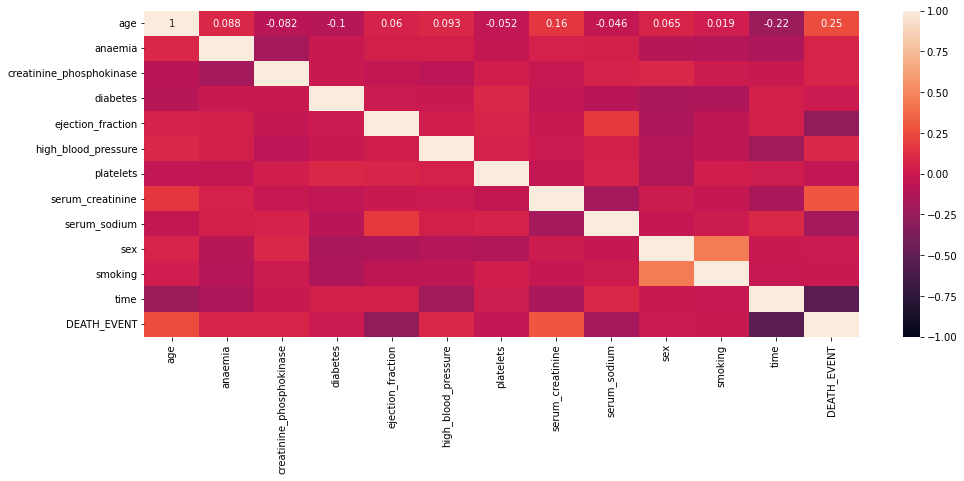 age 1 0.088 -0.082 -0.1 0.06 0.093 -0.052 0.16 -0.046 0.065 0.019 -0.22 0.25
anaemia
creatinine_phosphokinase
diabetes
ejection_fraction
high_blood_pressure
platelets
serum_creatinine
serum_sodium
sex
smoking
time
DEATH_EVENT
age
anaemia
creatinine_phosphokinase
diabetes
ejection_fraction
high_blood_pressure
platelets
serum_creatinine
serum_sodium
sex
smoking
time
DEATH_EVENT
1.00
0.75
0.50
0.25
0.00
−0.25
−0.50
−0.75
−1.00